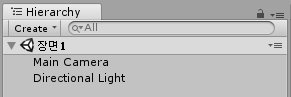 Hierarchy
Create All
장면1
Main Camera
Directional Light